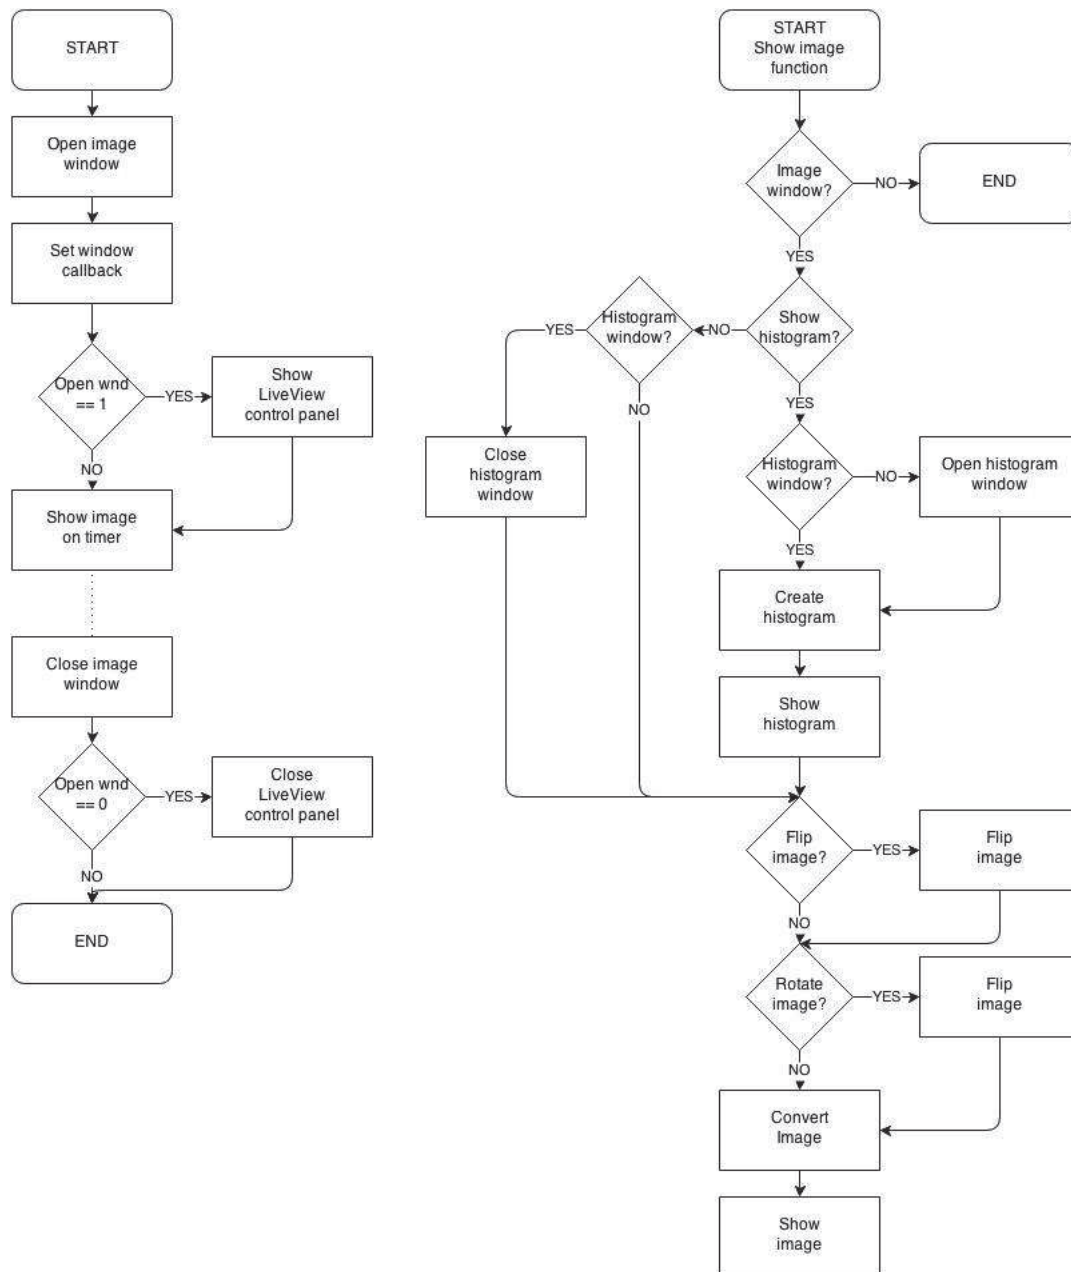 START
Open image
window
Set window
callback
Open wnd
== 1
YES
Show
LiveView
control panel
NO
Show image
on timer
Close image
window
Open wnd
== 0
YES
Close
LiveView
control panel
NO
END
START
Show image
function
Image
window?
NO
END
YES
Show
histogram?
NO
Histogram
window?
YES
NO
Close
histogram
window
YES
Histogram
window?
NO
Open histogram
window
YES
Create
histogram
Show
histogram
Flip
image?
YES
Flip
image
NO
Rotate
image?
YES
Flip
image
NO
Convert
Image
Show
image